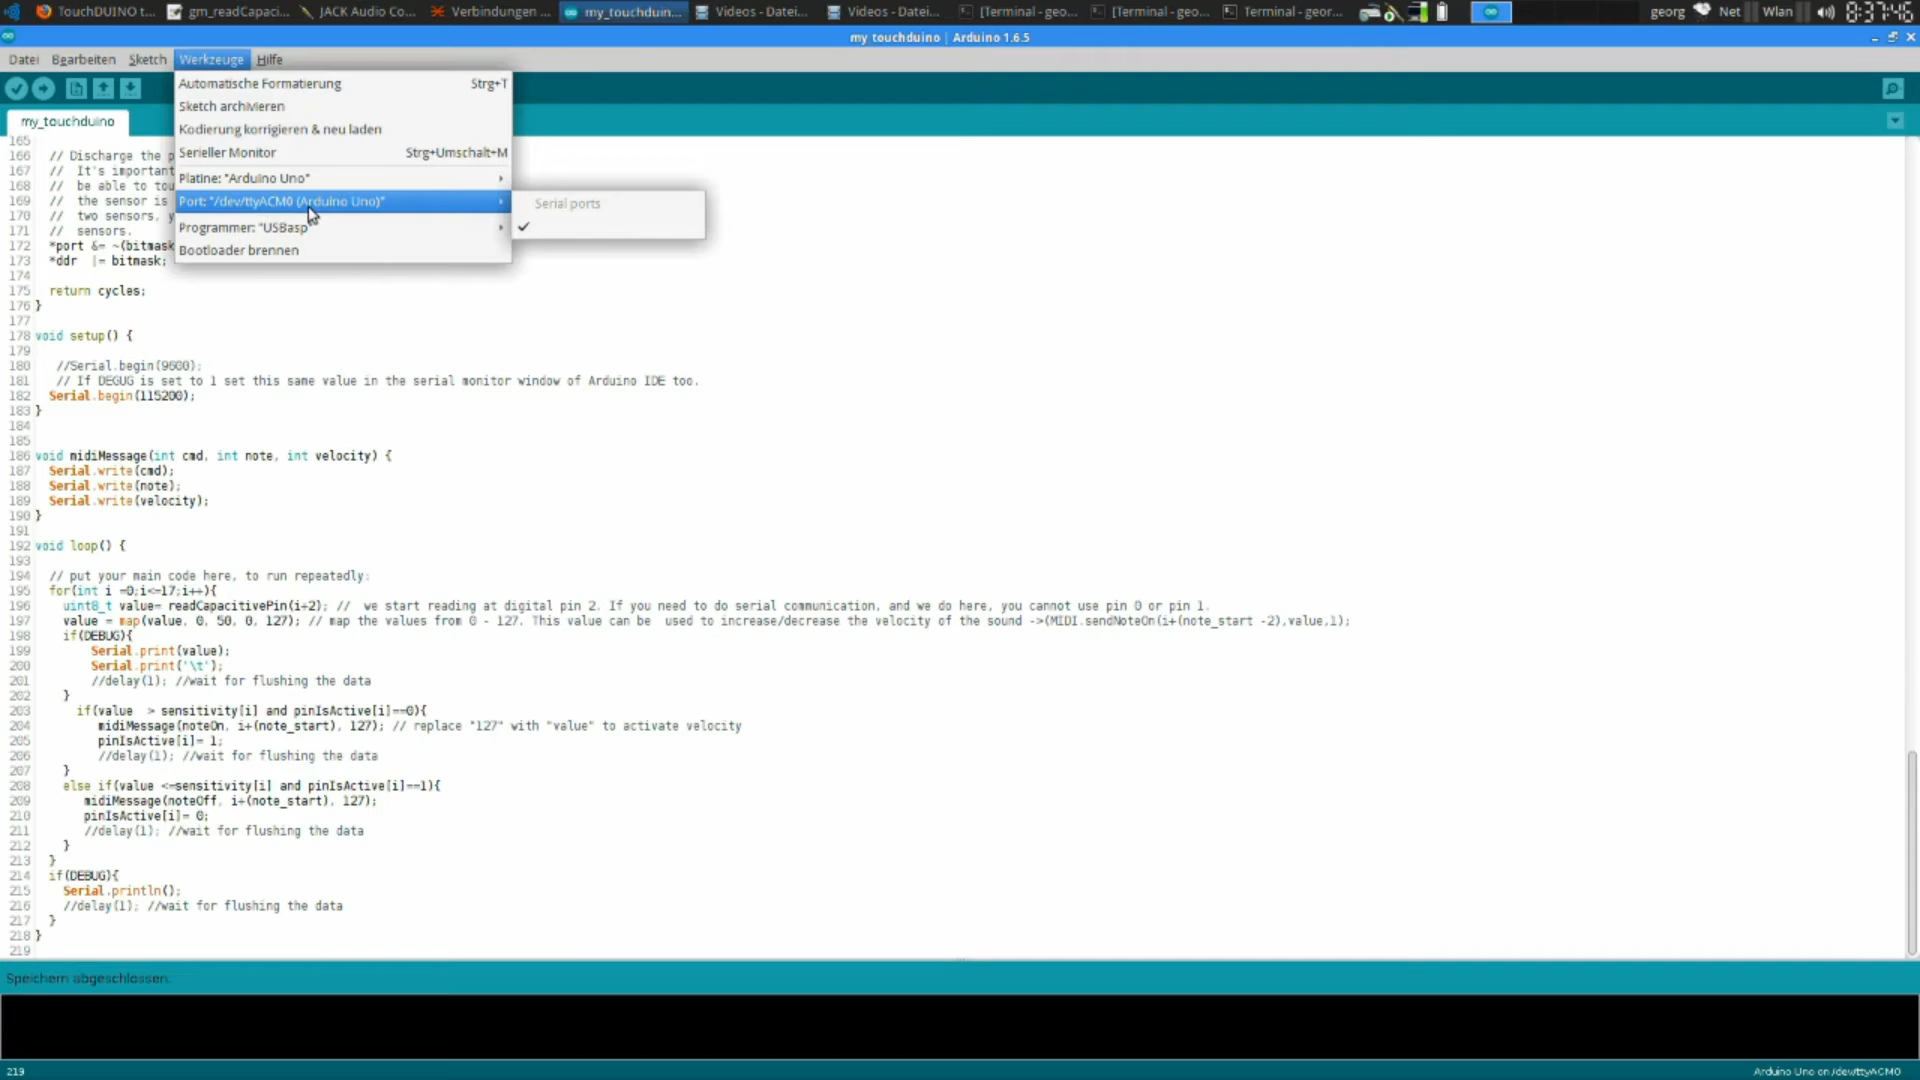 TouchDUINO t...
gm_readCapaci...
JACK Audio Co...
Verbindungen ...
my_touchduin...
Videos - Datei...
Videos - Datei...
[Terminal - geo...
[Terminal - geo...
Terminal - geor...
georg
Net
Wlan
8:37:46
my touchduino | Arduino 1.6.5
Datei Bearbeiten Sketch Werkzeuge Hilfe
Automatische Formatierung Strg+T
Sketch archivieren
Kodierung korrigieren & neu laden
Serieller Monitor Strg+Umschalt+M
Platine: "Arduino Uno"
Port: "/dev/ttyACM0 (Arduino Uno)"
Programmer: "USBasp"
Bootloader brennen
Serial ports
my_touchduino
165
166 // Discharge the p
167 // It's important
168 // be able to tou
169 // the sensor is
170 // two sensors, y
171 // sensors.
172 *port &= ~(bitmask
173 *ddr |= bitmask;
174
175 return cycles;
176 }
177
178 void setup() {
179
180 //Serial.begin(9600);
181 // If DEGUG is set to 1 set this same value in the serial monitor window of Arduino IDE too.
182 Serial.begin(115200);
183 }
184
185
186 void midiMessage(int cmd, int note, int velocity) {
187 Serial.write(cmd);
188 Serial.write(note);
189 Serial.write(velocity);
190 }
191
192 void loop() {
193
194 // put your main code here, to run repeatedly:
195 for(int i =0;i<=17;i++){
196 uint8_t value= readCapacitivePin(i+2); // we start reading at digital pin 2. If you need to do serial communication, and we do here, you cannot use pin 0 or pin 1.
197 value = map(value, 0, 50, 0, 127); // map the values from 0 - 127. This value can be used to increase/decrease the velocity of the sound ->(MIDI.sendNoteOn(i+(note_start -2),value,1);
198 if(DEBUG){
199 Serial.print(value);
200 Serial.print('\t');
201 //delay(1); //wait for flushing the data
202 }
203 if(value > sensitivity[i] and pinIsActive[i]==0){
204 midiMessage(noteOn, i+(note_start), 127); // replace "127" with "value" to activate velocity
205 pinIsActive[i]= 1;
206 //delay(1); //wait for flushing the data
207 }
208 else if(value <=sensitivity[i] and pinIsActive[i]==1){
209 midiMessage(noteOff, i+(note_start), 127);
210 pinIsActive[i]= 0;
211 //delay(1); //wait for flushing the data
212 }
213 }
214 if(DEBUG){
215 Serial.println();
216 //delay(1); //wait for flushing the data
217 }
218 }
219
Speichern abgeschlossen.
219
Arduino Uno on /dev/ttyACM0